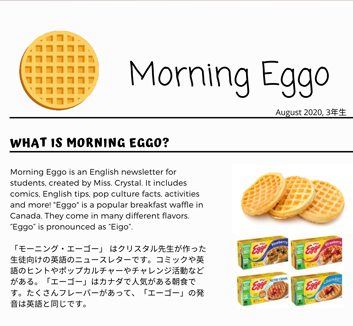 Morning Eggo
August 2020, 3年生
WHAT IS MORNING EGGO?
Morning Eggo is an English newsletter for
students, created by Miss. Crystal. It includes
comics, English tips, pop culture facts, activities
and more! "Eggo" is a popular breakfast waffle in
Canada. They come in many different flavors.
"Eggo" is pronounced as "Eigo".
「モーニング・エーゴー」 はクリスタル先生が作った
生徒向けの英語のニュースレターです。コミックや英
語のヒントやポップカルチャーやチャレンジ活動など
がある。「エーゴー」はカナダで人気がある朝食で
す。たくさんフレーバーがあって、「エーゴー」の発
音は英語と同じです。
Eggo
Eggo
Eggo
Eggo